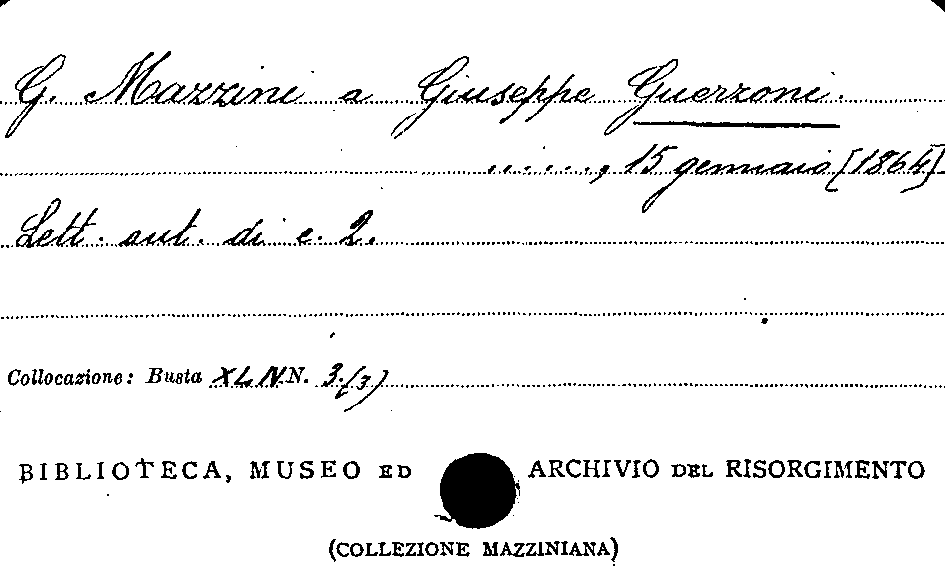 G. Mazzini a Giuseppe Guerzoni.
......, 15 gennaio [1864]
Lett. aut. di c. 2.
Collocazione: Busta XLIV N. 3.(3)
BIBLIOTECA, MUSEO ED ARCHIVIO DEL RISORGIMENTO
(COLLEZIONE MAZZINIANA)